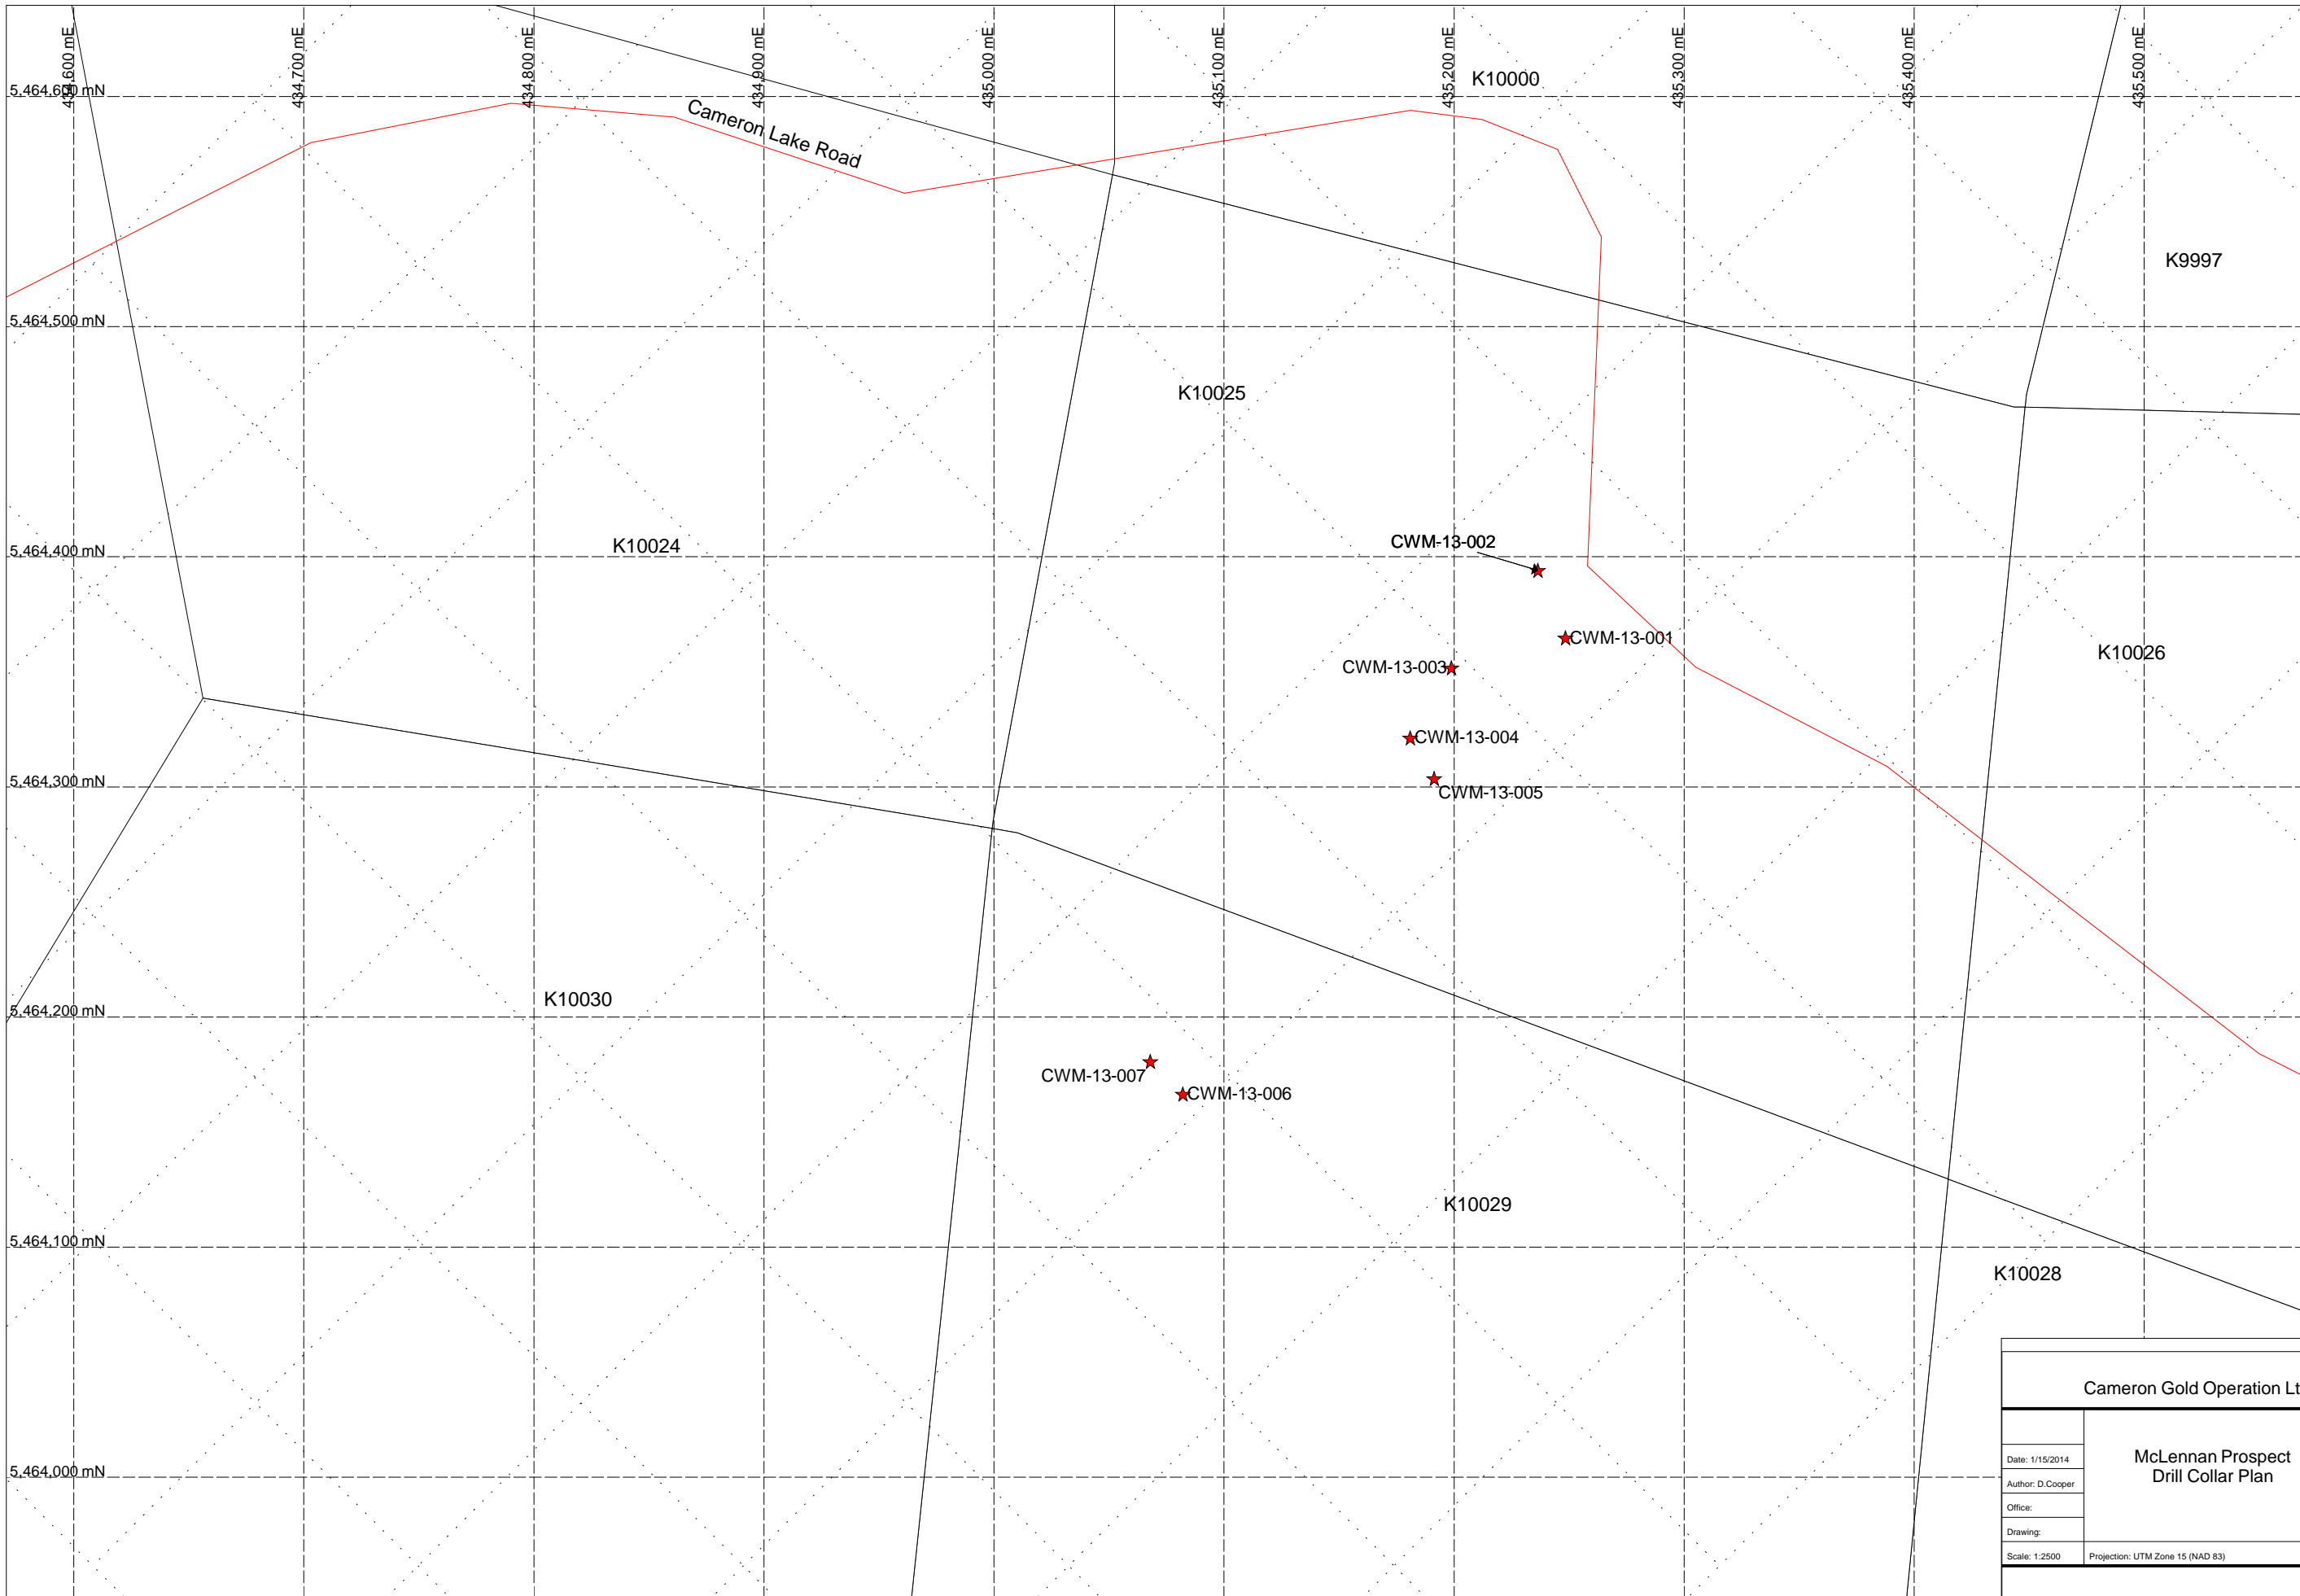 434,600 mE
434,700 mE
434,800 mE
434,900 mE
435,000 mE
435,100 mE
435,200 mE
435,300 mE
435,400 mE
435,500 mE
K10000
5,464,600 mN
Cameron Lake Road
K9997
5,464,500 mN
K10025
CWM-13-002
K10024
5,464,400 mN
CWM-13-001
K10026
CWM-13-003
CWM-13-004
5,464,300 mN
CWM-13-005
K10030
5,464,200 mN
CWM-13-007
CWM-13-006
K10029
5,464,100 mN
K10028
Cameron Gold Operation Lt
McLennan Prospect
Drill Collar Plan
5,464,000 mN
Date: 1/15/2014
Author: D.Cooper
Office:
Drawing:
Scale: 1:2500
Projection: UTM Zone 15 (NAD 83)